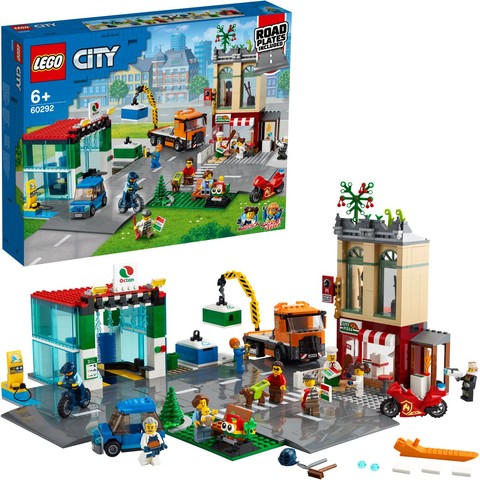 LEGO
CITY
ROAD
PLATES
INCLUDED
6+
60292
Octan